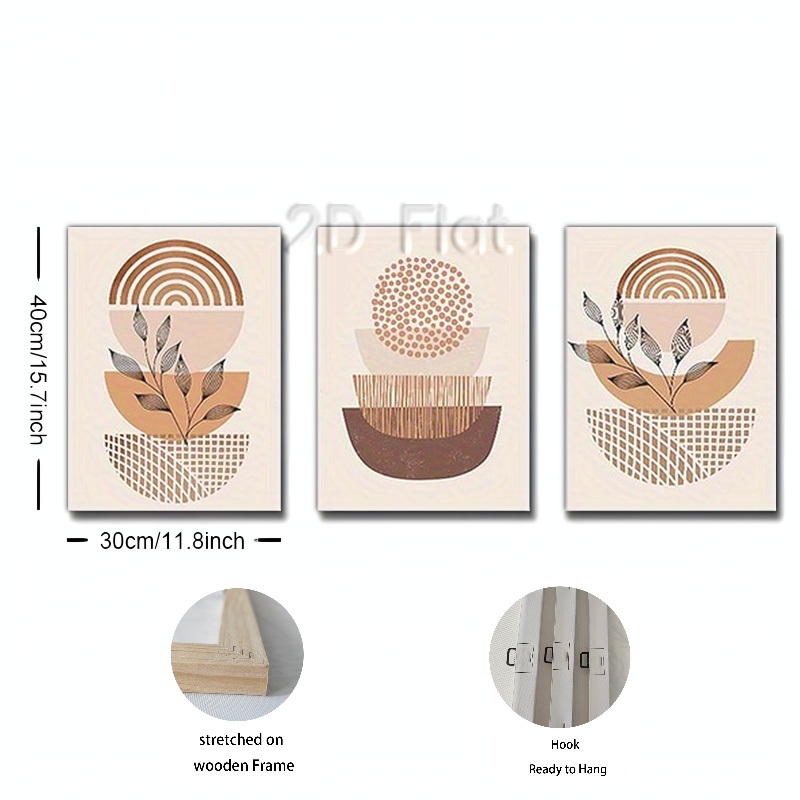 2D Flat
40cm/15.7inch
30cm/11.8inch
stretched on
wooden Frame
Hook
Ready to Hang